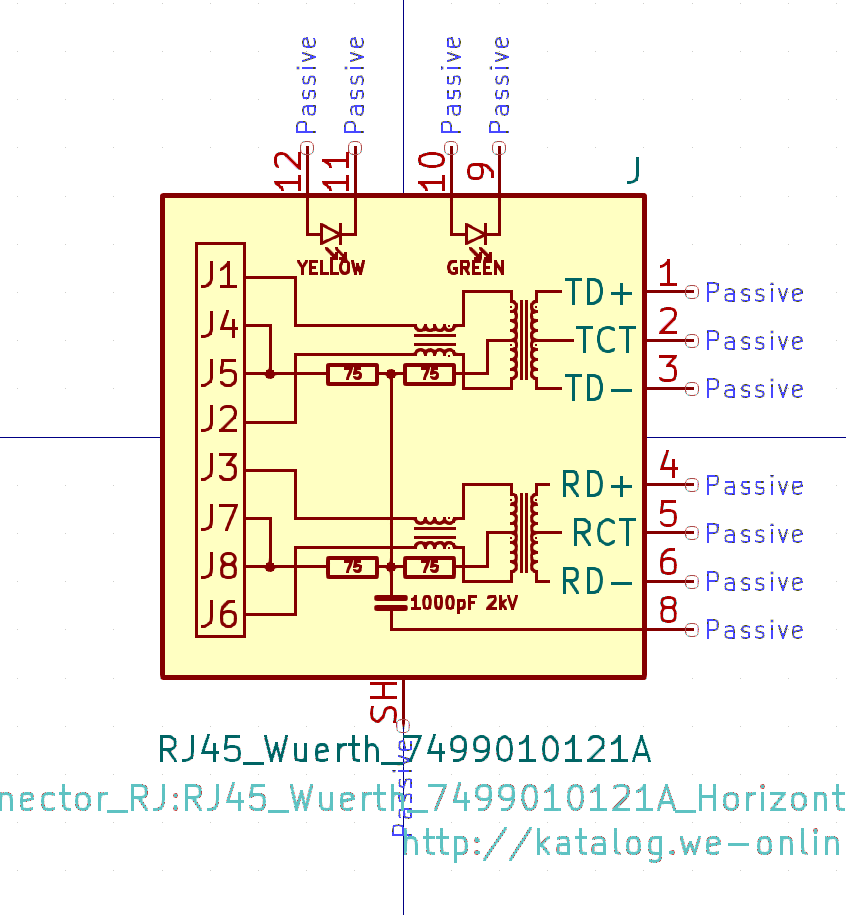 Passive
Passive
Passive
Passive
12
11
10
9
J
YELLOW
GREEN
J1
J4
J5
J2
J3
J7
J8
J6
75
75
75
75
1000pF 2kV
TD+
TCT
TD-
RD+
RCT
RD-
1
Passive
2
Passive
3
Passive
4
Passive
5
Passive
6
Passive
8
Passive
SH
Passive
RJ45_Wuerth_7499010121A
nector_RJ:RJ45_Wuerth_7499010121A_Horizont
http://katalog.we-onlin